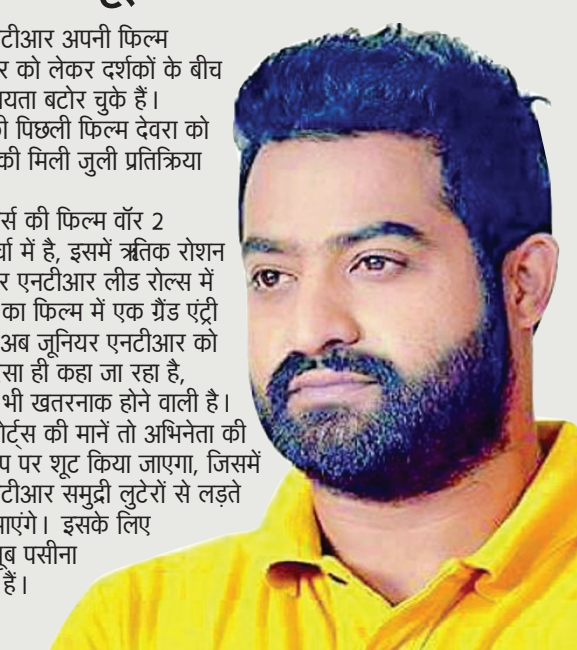 टीआर अपनी फिल्म
र को लेकर दर्शकों के बीच
यता बटोर चुके हैं।
पिछली फिल्म देवरा को
की मिली जुली प्रतिक्रिया
र्स की फिल्म वॉर 2
र्चा में है, इसमें ऋतिक रोशन
र एनटीआर लीड रोल्स में
का फिल्म में एक ग्रैंड एंट्री
अब जूनियर एनटीआर को
सा ही कहा जा रहा है,
भी खतरनाक होने वाली है।
पोर्ट्स की मानें तो अभिनेता की
प पर शूट किया जाएगा, जिसमें
टीआर समुद्री लुटेरों से लड़ते
आएंगे। इसके लिए
पसीना
हैं।